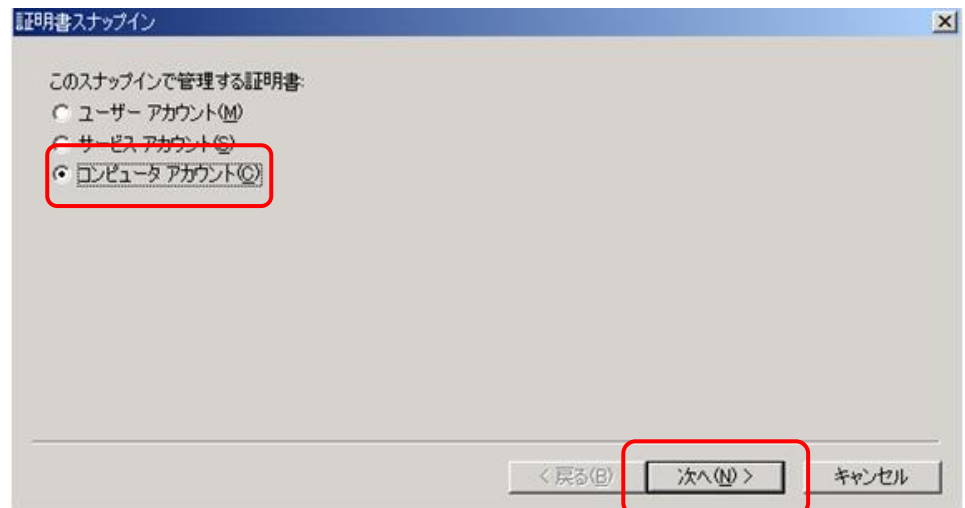 証明書スナップイン
このスナップインで管理する証明書:
ユーザー アカウント(M)
サービス アカウント(S)
コンピュータ アカウント(C)
< 戻る(B) 次へ(N) > キャンセル